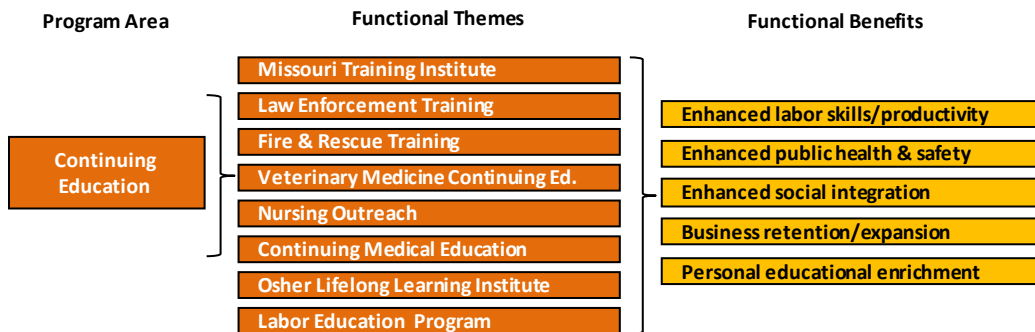 Program Area
Functional Themes
Functional Benefits
Continuing
Education
Missouri Training Institute
Law Enforcement Training
Fire & Rescue Training
Veterinary Medicine Continuing Ed.
Nursing Outreach
Continuing Medical Education
Osher Lifelong Learning Institute
Labor Education Program
Enhanced labor skills/productivity
Enhanced public health & safety
Enhanced social integration
Business retention/expansion
Personal educational enrichment